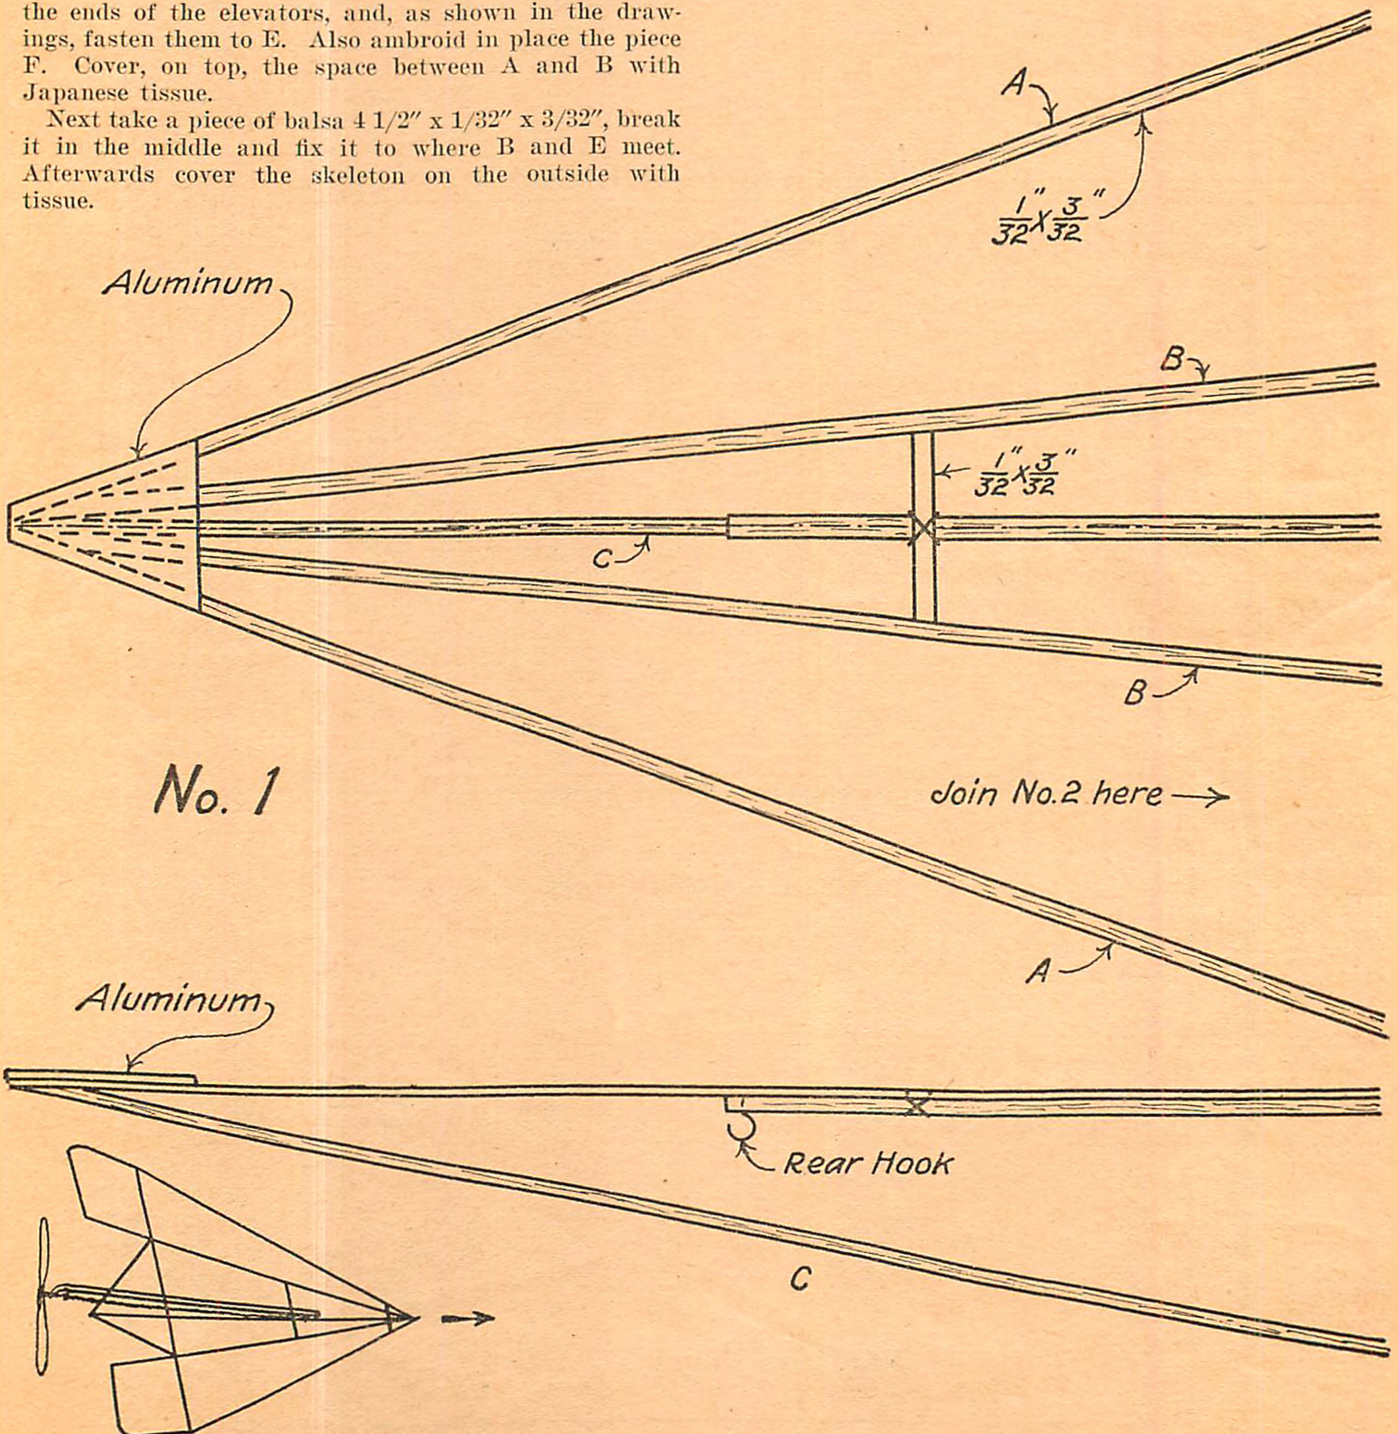 the ends of the elevators, and, as shown in the draw-
ings, fasten them to E. Also ambroid in place the piece
F. Cover, on top, the space between A and B with
Japanese tissue.
Next take a piece of balsa 4 1/2″ x 1/32″ x 3/32″, break
it in the middle and fix it to where B and E meet.
Afterwards cover the skeleton on the outside with
tissue.
A
1/32" X 3/32"
Aluminum
B
1/32" X 3/32"
C
B
No. 1
Join No. 2 here →
A
Aluminum
Rear Hook
C